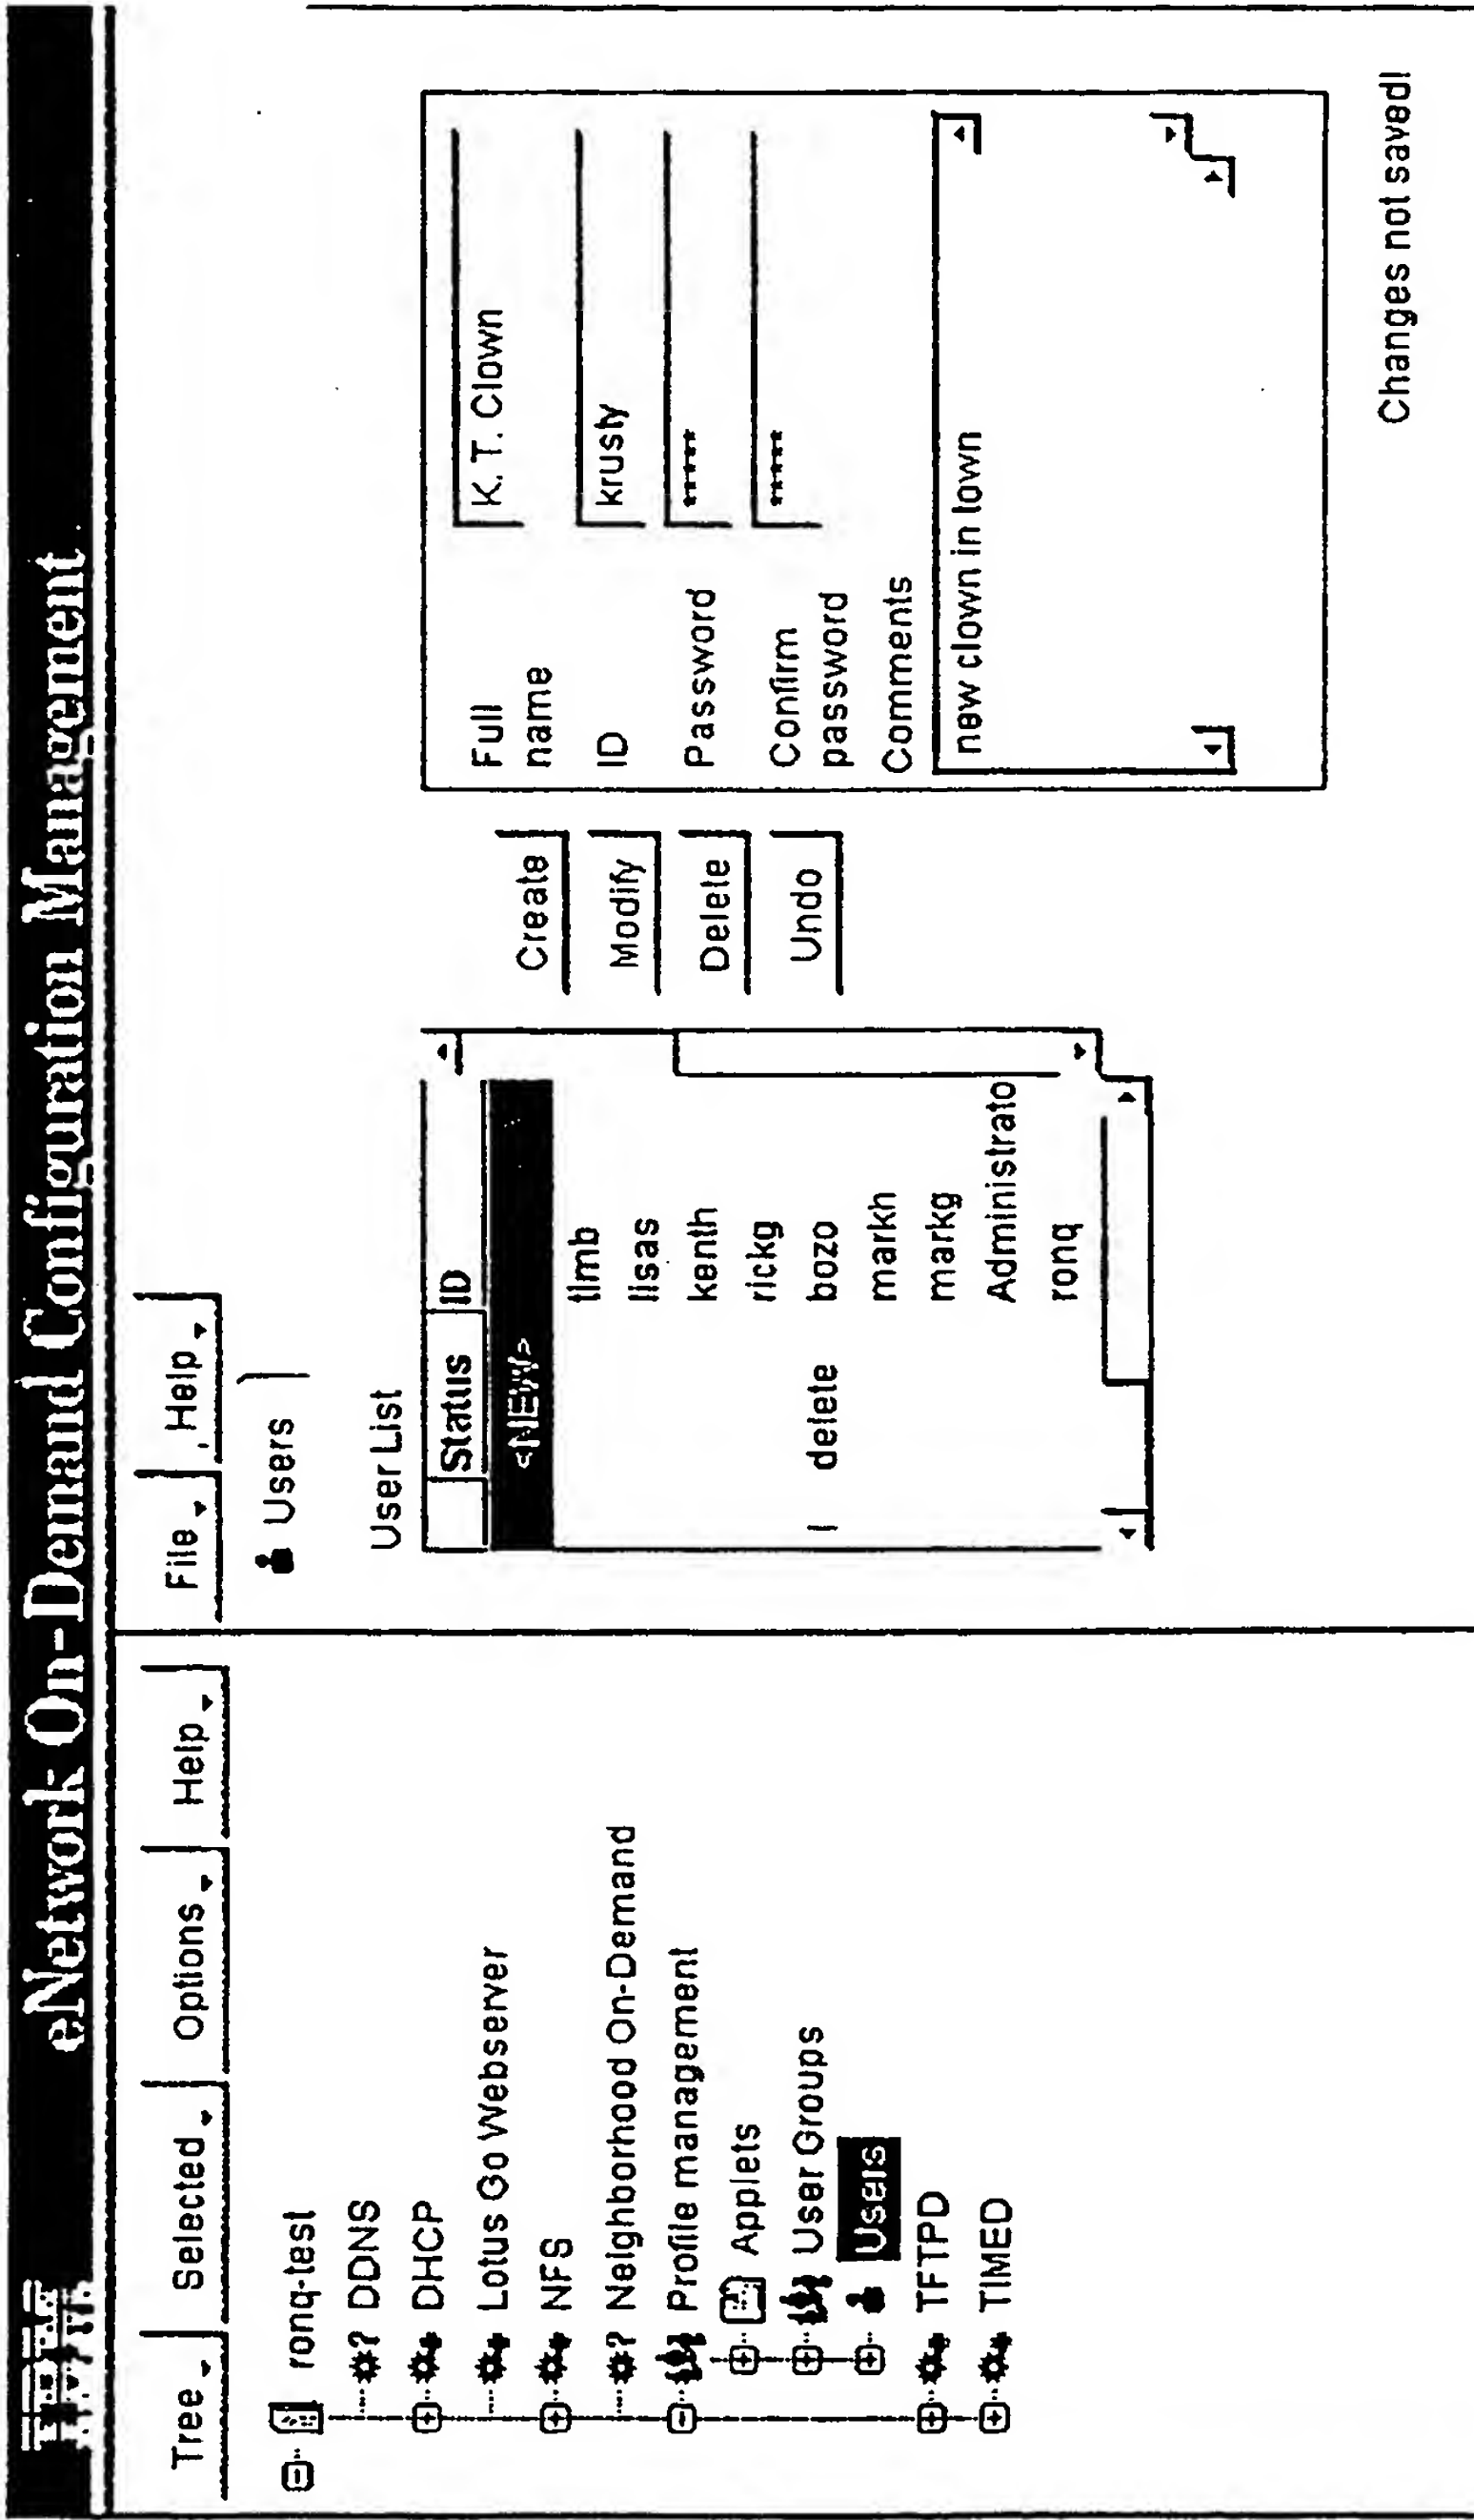 eNetwork On-Demand Configuration Management
Tree Selected Options Help
ronq-test
? DDNS
DHCP
Lotus Go Webserver
NFS
? Neighborhood On-Demand
Profile management
Applets
User Groups
Users
TFTPD
TIMED
File Help
Users
User List
Status ID
<NEW>
timb
lisas
kenth
rickg
delete bozo
markh
markg
Administrato
ronq
Create
Modify
Delete
Undo
Full
name
K. T. Clown
ID
krusty
Password
*****
Confirm
password
*****
Comments
new clown in town
Changes not saved!